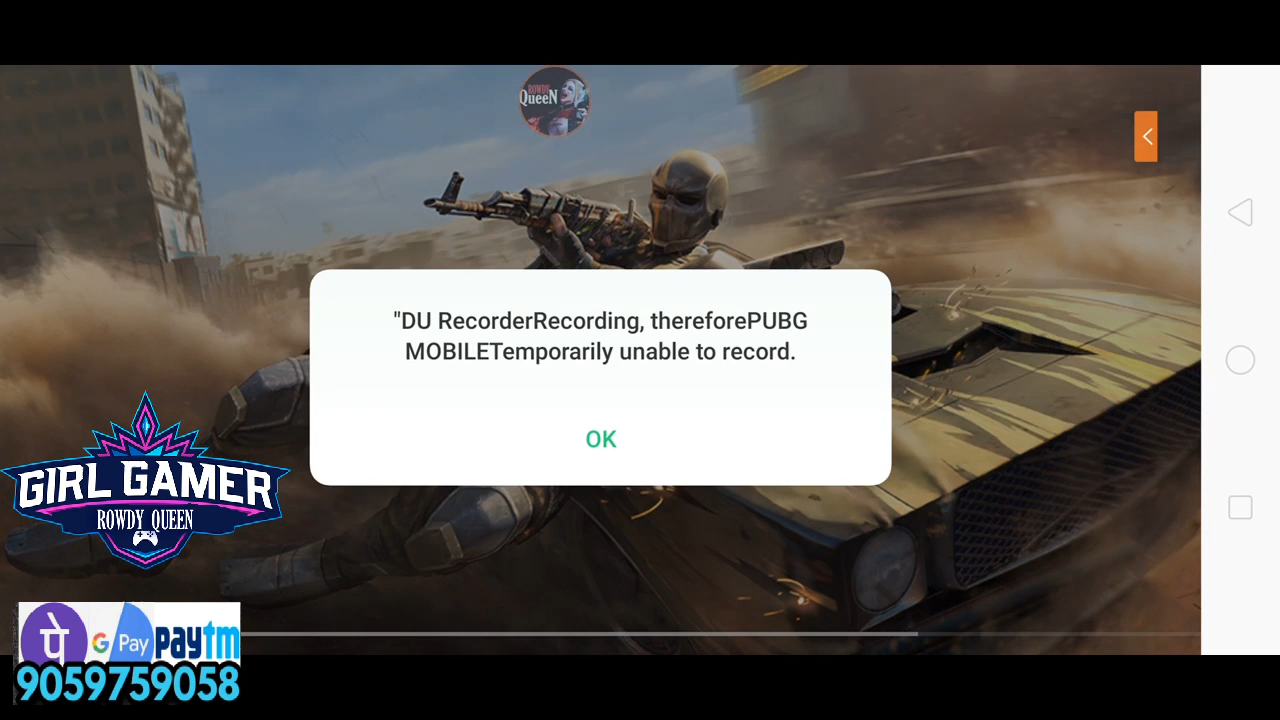 ROWDY
QueeN
"DU RecorderRecording, thereforePUBG
MOBILETemporarily unable to record.
OK
GIRL GAMER
ROWDY QUEEN
पे G Pay paytm
9059759058